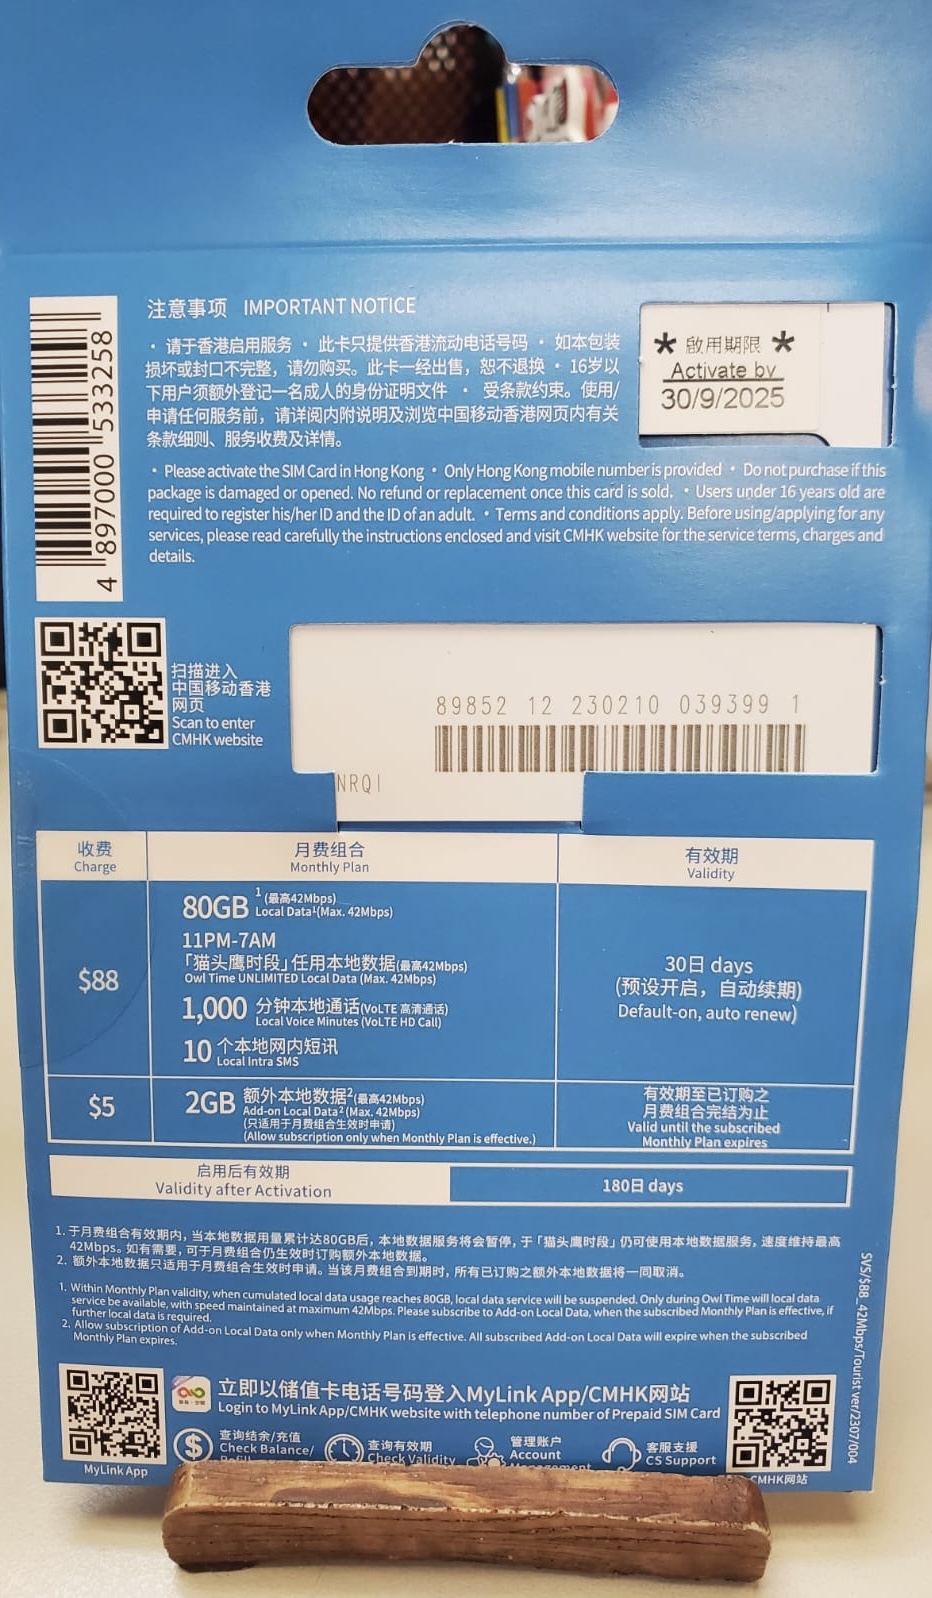 注意事项 IMPORTANT NOTICE
・请于香港启用服务・此卡只提供香港流动电话号码・如本包装
损坏或封口不完整，请勿购买。此卡一经出售，恕不退换・16岁以
下用户须额外登记一名成人的身份证明文件・受条款约束。使用/
申请任何服务前，请详阅内附说明及浏览中国移动香港网页内有关
条款细则、服务收费及详情。
* 啟用期限 *
Activate by
30/9/2025
・Please activate the SIM Card in Hong Kong・Only Hong Kong mobile number is provided・Do not purchase if this
package is damaged or opened. No refund or replacement once this card is sold.・Users under 16 years old are
required to register his/her ID and the ID of an adult.・Terms and conditions apply. Before using/applying for any
services, please read carefully the instructions enclosed and visit CMHK website for the service terms, charges and
details.
4 897000 533258
扫描进入
中国移动香港
网页
Scan to enter
CMHK website
89852 12 230210 039399 1
NRQI
收费
Charge
月费组合
Monthly Plan
有效期
Validity
$88
80GB ¹(最高42Mbps)
Local Data¹(Max. 42Mbps)
11PM-7AM
「猫头鹰时段」任用本地数据(最高42Mbps)
Owl Time UNLIMITED Local Data (Max. 42Mbps)
1,000 分钟本地通话(VoLTE 高清通话)
Local Voice Minutes (VoLTE HD Call)
10 个本地网内短讯
Local Intra SMS
30日 days
(预设开启，自动续期)
Default-on, auto renew)
$5
2GB 额外本地数据²(最高42Mbps)
Add-on Local Data²(Max. 42Mbps)
(只适用于月费组合生效时申请)
(Allow subscription only when Monthly Plan is effective.)
有效期至已订购之
月费组合完结为止
Valid until the subscribed
Monthly Plan expires
启用后有效期
Validity after Activation
180日 days
1. 于月费组合有效期内，当本地数据用量累计达80GB后，本地数据服务将会暂停，于「猫头鹰时段」仍可使用本地数据服务，速度维持最高
42Mbps。如有需要，可于月费组合仍生效时订购额外本地数据。
2. 额外本地数据只适用于月费组合生效时申请。当该月费组合到期时，所有已订购之额外本地数据将一同取消。
1. Within Monthly Plan validity, when cumulated local data usage reaches 80GB, local data service will be suspended. Only during Owl Time will local data
service be available, with speed maintained at maximum 42Mbps. Please subscribe to Add-on Local Data, when the subscribed Monthly Plan is effective, if
further local data is required.
2. Allow subscription of Add-on Local Data only when Monthly Plan is effective. All subscribed Add-on Local Data will expire when the subscribed
Monthly Plan expires.
SVS/$88_42Mbps/Tourist ver/2307/004
立即以储值卡电话号码登入MyLink App/CMHK网站
Login to MyLink App/CMHK website with telephone number of Prepaid SIM Card
查询结余/充值
Check Balance/
查询有效期
Check Validity
管理账户
Account
客服支援
CS Support
MyLink App
CMHK网站